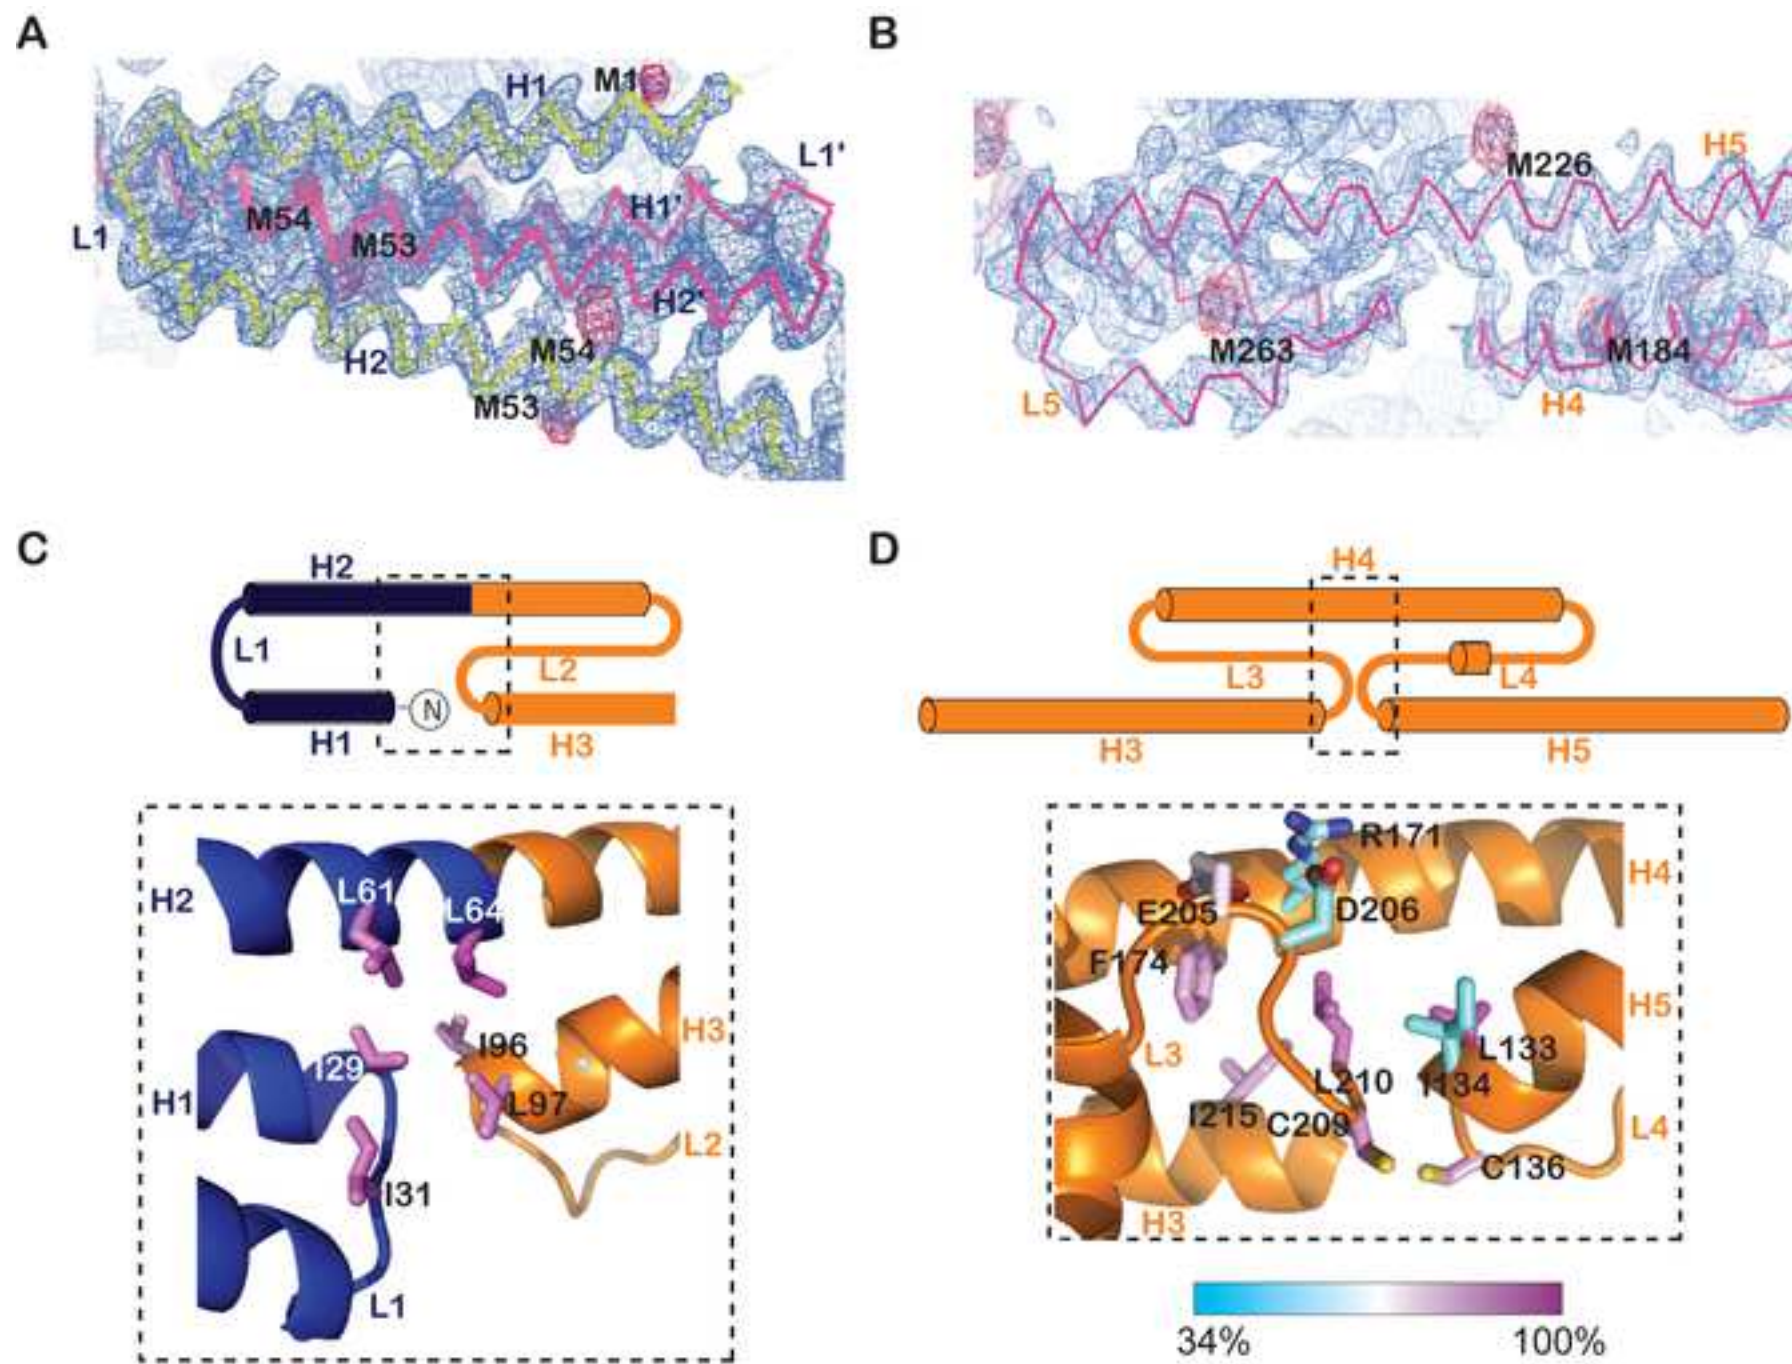 A
H1
M1
L1'
M54
H1'
L1
M53
H2'
H2
M54
M53
B
H5
M226
M263
M184
L5
H4
C
H2
L1
L2
N
H1
H3
H2
L61
L64
H3
I96
I29
H1
L97
L2
I31
L1
D
H4
L3
L4
H3
H5
R171
H4
E205
D206
F174
H5
L3
L133
L210
I134
I215
C209
L4
C136
H3
34%
100%